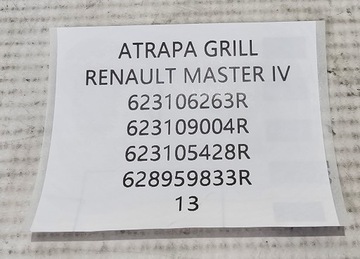 ATRAPA GRILL
RENAULT MASTER IV
623106263R
623109004R
623105428R
628959833R
13